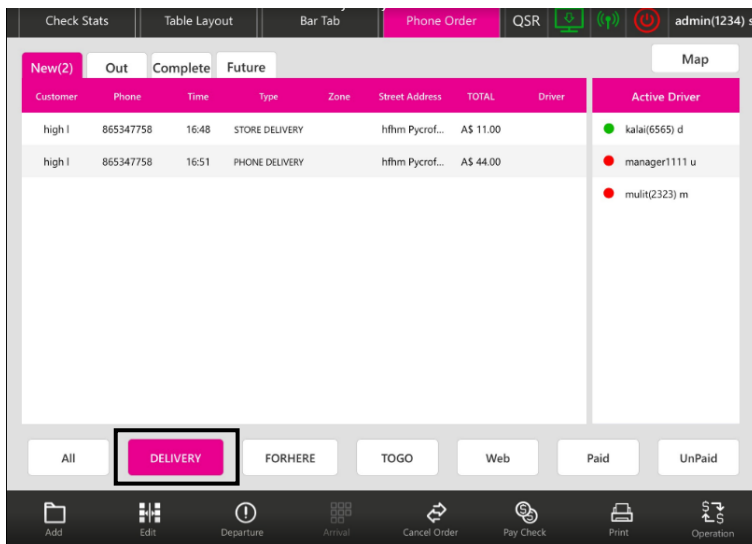 Check Stats Table Layout Bar Tab Phone Order QSR admin(1234) s
Map
New(2) Out Complete Future
Customer Phone Time Type Zone Street Address TOTAL Driver Active Driver
high l 865347758 16:48 STORE DELIVERY hfhm Pycrof... A$ 11.00 kalai(6565) d
high l 865347758 16:51 PHONE DELIVERY hfhm Pycrof... A$ 44.00 manager1111 u
mulit(2323) m
All DELIVERY FORHERE TOGO Web Paid UnPaid
Add Edit Departure Arrival Cancel Order Pay Check Print Operation